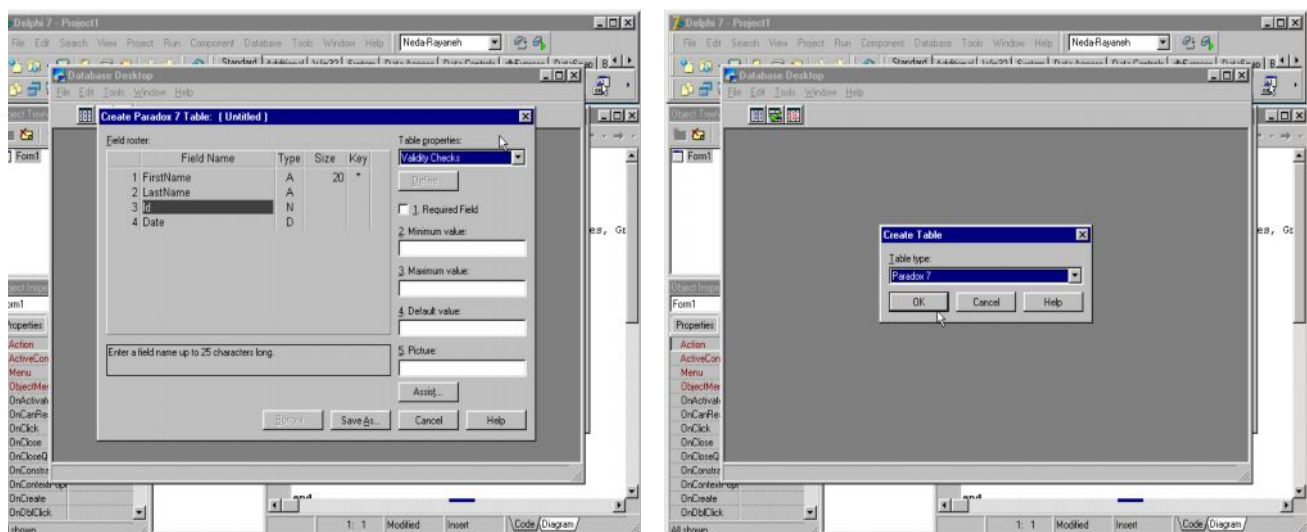 Delphi 7 - Project1
File Edit Search View Project Run Component Database Tools Window Help
Neda-Rayaneh
Database Desktop
File Edit Tools Window Help
Create Paradox 7 Table: ( Untitled )
Field roster:
Table properties:
Field Name Type Size Key
Validity Checks
1 FirstName A 20 *
2 LastName A
3 Id N
4 Date D
Define...
1. Required Field
2. Minimum value:
3. Maximum value:
4. Default value:
5. Picture:
Enter a field name up to 25 characters long.
Assist...
Borrow...
Save As...
Cancel
Help
Form1
Properties
Action
Menu
OnClick
OnClose
OnCreate
OnDblClick
1: 1 Modified Insert Code Diagram
Delphi 7 - Project1
File Edit Search View Project Run Component Database Tools Window Help
Neda-Rayaneh
Database Desktop
File Edit Tools Window Help
Form1
Create Table
Table type:
Paradox 7
OK
Cancel
Help
Form1
Properties
Action
Menu
OnClick
OnClose
OnCreate
OnDblClick
All shown
1: 1 Modified Insert Code Diagram